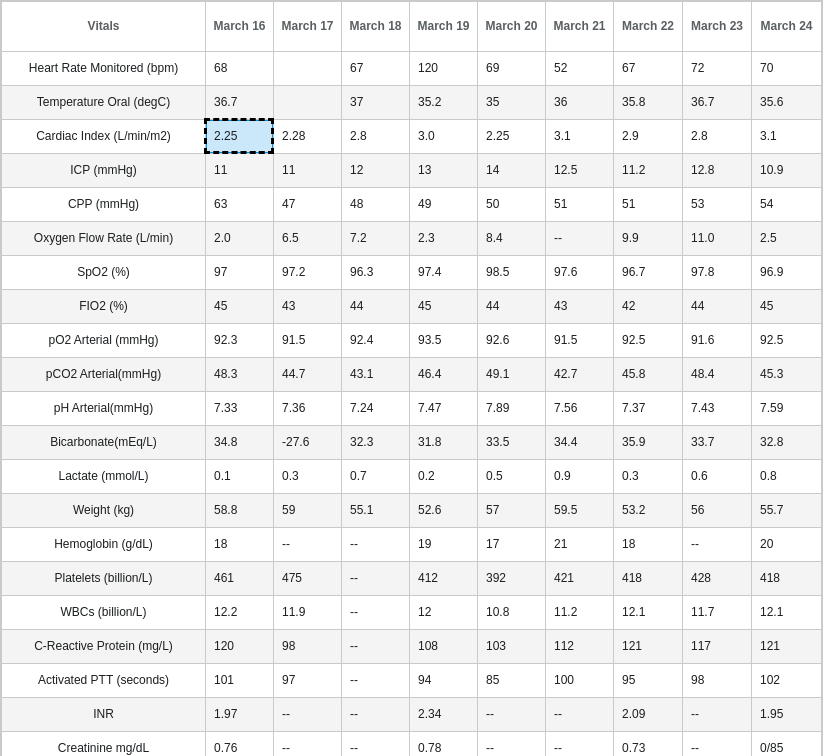 Vitals March 16 March 17 March 18 March 19 March 20 March 21 March 22 March 23 March 24
Heart Rate Monitored (bpm) 68 67 120 69 52 67 72 70
Temperature Oral (degC) 36.7 37 35.2 35 36 35.8 36.7 35.6
Cardiac Index (L/min/m2) 2.25 2.28 2.8 3.0 2.25 3.1 2.9 2.8 3.1
ICP (mmHg) 11 11 12 13 14 12.5 11.2 12.8 10.9
CPP (mmHg) 63 47 48 49 50 51 51 53 54
Oxygen Flow Rate (L/min) 2.0 6.5 7.2 2.3 8.4 -- 9.9 11.0 2.5
SpO2 (%) 97 97.2 96.3 97.4 98.5 97.6 96.7 97.8 96.9
FIO2 (%) 45 43 44 45 44 43 42 44 45
pO2 Arterial (mmHg) 92.3 91.5 92.4 93.5 92.6 91.5 92.5 91.6 92.5
pCO2 Arterial(mmHg) 48.3 44.7 43.1 46.4 49.1 42.7 45.8 48.4 45.3
pH Arterial(mmHg) 7.33 7.36 7.24 7.47 7.89 7.56 7.37 7.43 7.59
Bicarbonate(mEq/L) 34.8 -27.6 32.3 31.8 33.5 34.4 35.9 33.7 32.8
Lactate (mmol/L) 0.1 0.3 0.7 0.2 0.5 0.9 0.3 0.6 0.8
Weight (kg) 58.8 59 55.1 52.6 57 59.5 53.2 56 55.7
Hemoglobin (g/dL) 18 -- -- 19 17 21 18 -- 20
Platelets (billion/L) 461 475 -- 412 392 421 418 428 418
WBCs (billion/L) 12.2 11.9 -- 12 10.8 11.2 12.1 11.7 12.1
C-Reactive Protein (mg/L) 120 98 -- 108 103 112 121 117 121
Activated PTT (seconds) 101 97 -- 94 85 100 95 98 102
INR 1.97 -- -- 2.34 -- -- 2.09 -- 1.95
Creatinine mg/dL 0.76 -- -- 0.78 -- -- 0.73 -- 0/85